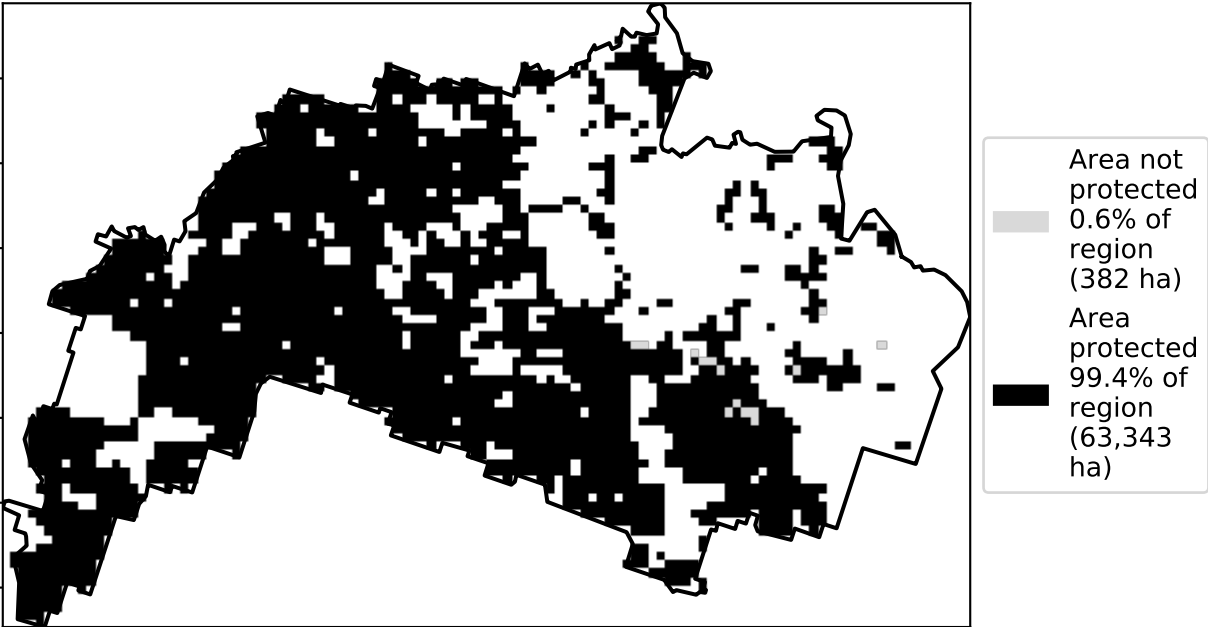 Area not
protected
0.6% of
region
(382 ha)
Area
protected
99.4% of
region
(63,343
ha)